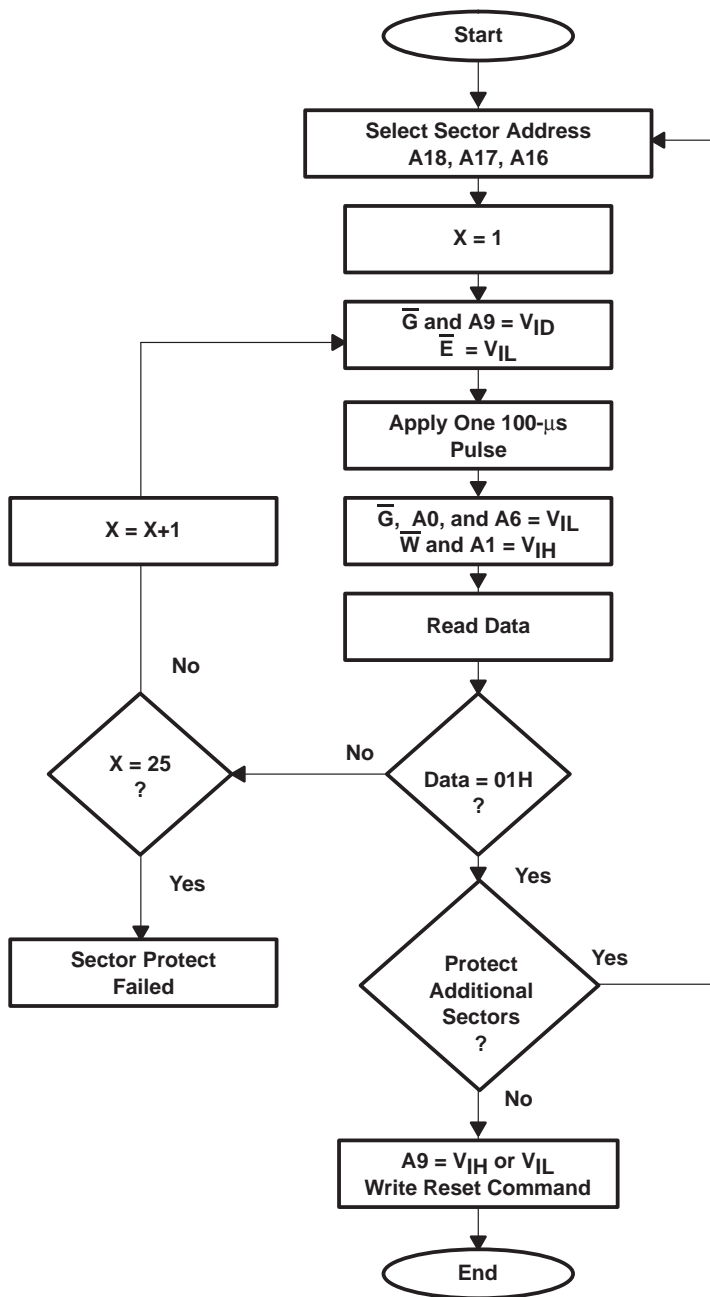 Start
Select Sector Address
A18, A17, A16
X = 1
G̅ and A9 = VID
E̅ = VIL
Apply One 100-μs
Pulse
G̅, A0, and A6 = VIL
W̅ and A1 = VIH
X = X+1
Read Data
No
X = 25
?
No
Data = 01H
?
Yes
Yes
Sector Protect
Failed
Protect
Additional
Sectors
?
Yes
No
A9 = VIH or VIL
Write Reset Command
End